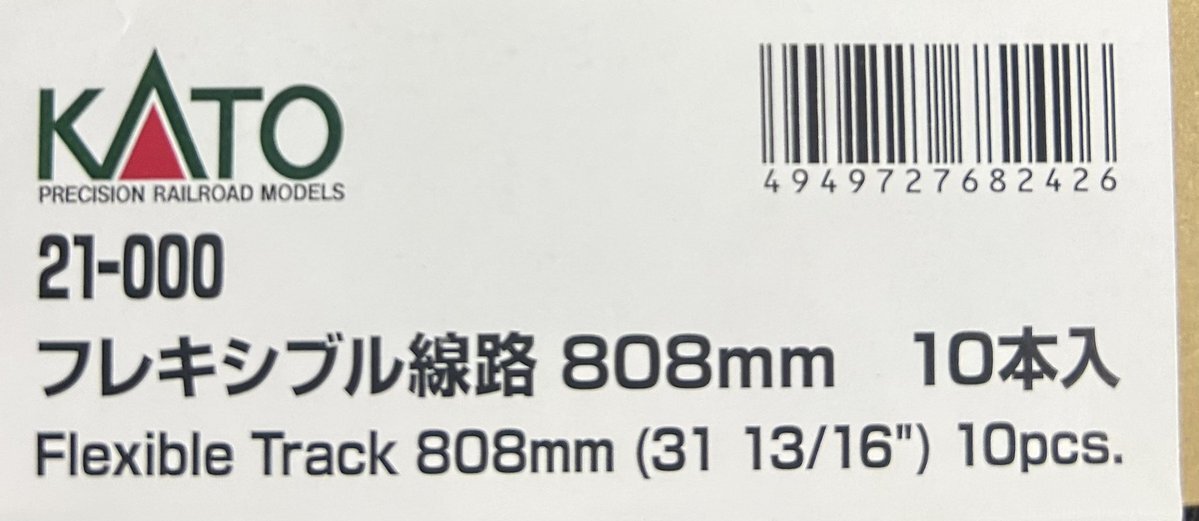 KATO
PRECISION RAILROAD MODELS
4949727682426
21-000
フレキシブル線路 808mm 10本入
Flexible Track 808mm (31 13/16") 10pcs.